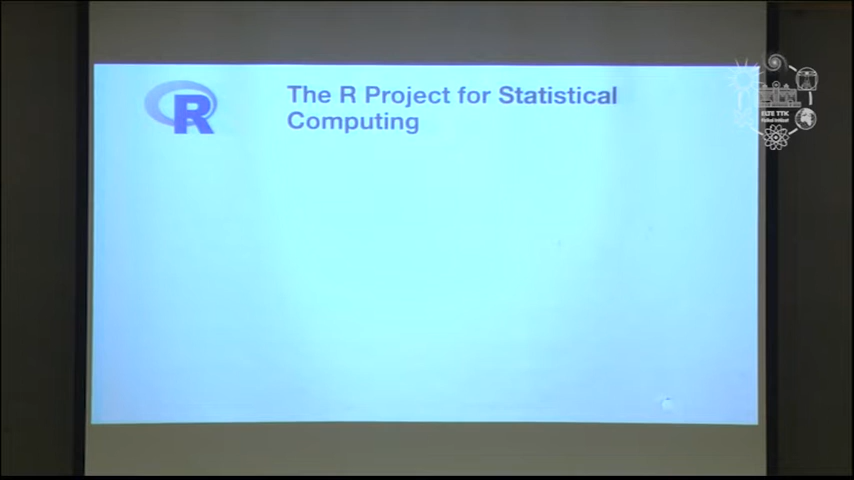 R
The R Project for Statistical
Computing
ELTE TTK